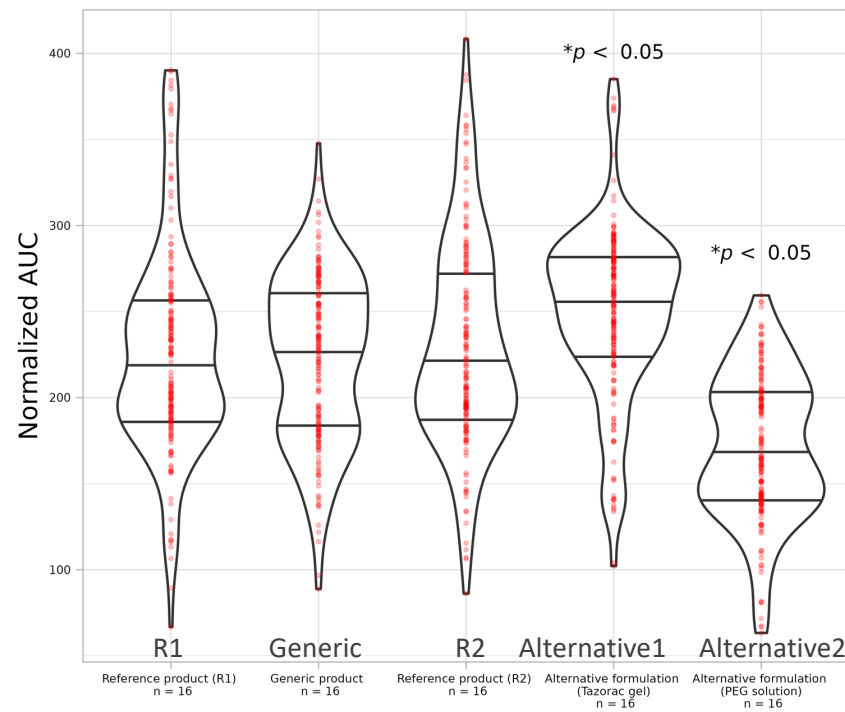 *p < 0.05
*p < 0.05
400
300
200
100
Normalized AUC
R1
Generic
R2
Alternative1
Alternative2
Reference product (R1)
n = 16
Generic product
n = 16
Reference product (R2)
n = 16
Alternative formulation
(Tazorac gel)
n = 16
Alternative formulation
(PEG solution)
n = 16